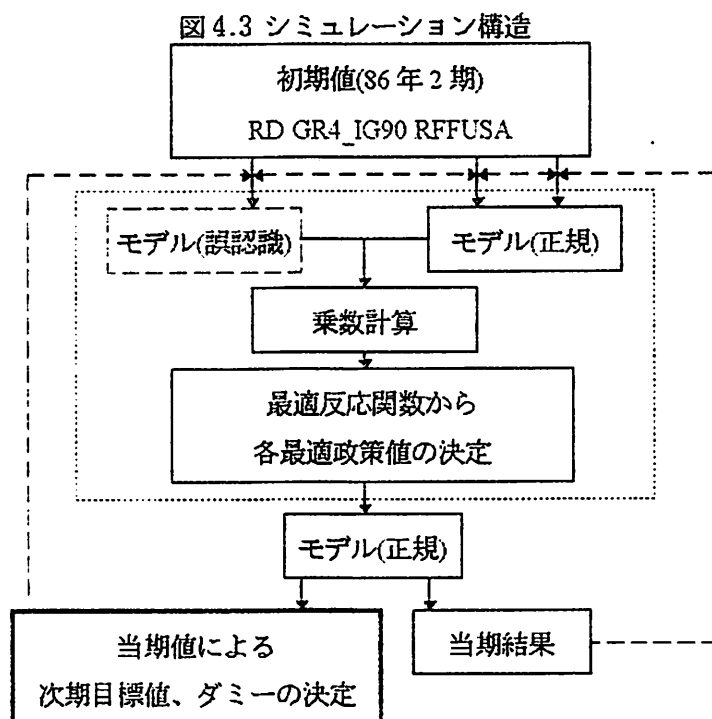 図 4.3 シミュレーション構造
初期値(86 年 2 期)
RD GR4_IG90 RFFUSA
モデル(誤認識)
モデル(正規)
乗数計算
最適反応関数から
各最適政策値の決定
モデル(正規)
当期値による
次期目標値、ダミーの決定
当期結果